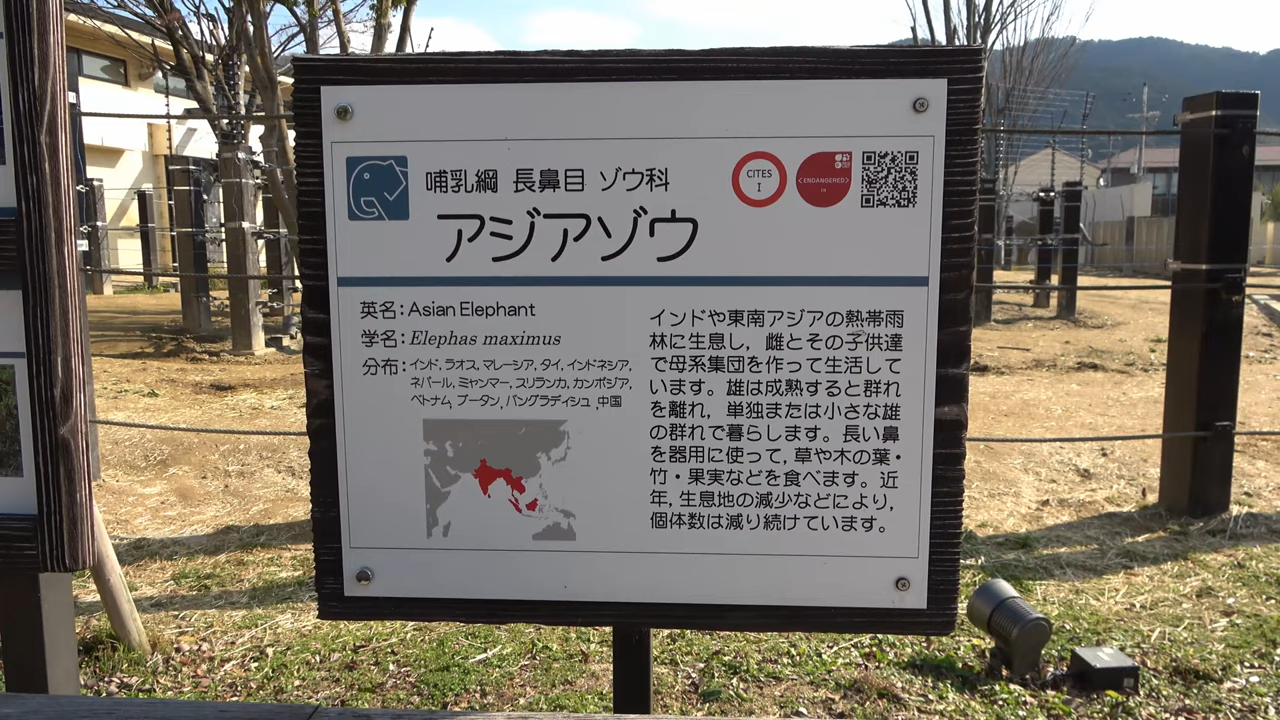 哺乳綱 長鼻目 ゾウ科
アジアゾウ
CITES
I
<ENDANGERED>
英名：Asian Elephant
学名：Elephas maximus
分布：インド, ラオス, マレーシア, タイ, インドネシア,
ネパール, ミャンマー, スリランカ, カンボジア,
ベトナム, ブータン, バングラディシュ ,中国
インドや東南アジアの熱帯雨
林に生息し，雌とその子供達
で母系集団を作って生活して
います。雄は成熟すると群れ
を離れ，単独または小さな雄
の群れで暮らします。長い鼻
を器用に使って, 草や木の葉・
竹・果実などを食べます。近
年, 生息地の減少などにより,
個体数は減り続けています。